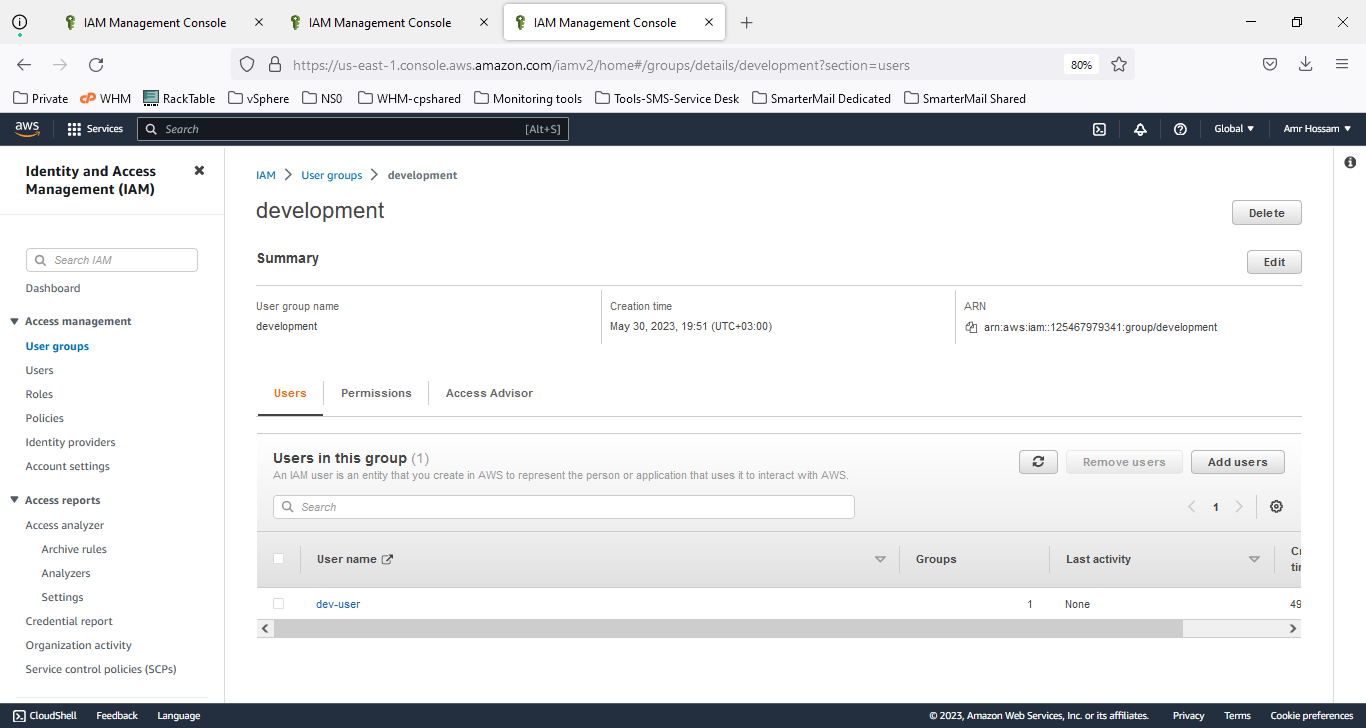 IAM Management Console
IAM Management Console
IAM Management Console
https://us-east-1.console.aws.amazon.com/iamv2/home#/groups/details/development?section=users
80%
Private WHM RackTable vSphere NS0 WHM-cpshared Monitoring tools Tools-SMS-Service Desk SmarterMail Dedicated SmarterMail Shared
aws Services Search [Alt+S] Global Amr Hossam
Identity and Access
Management (IAM)
Search IAM
Dashboard
Access management
User groups
Users
Roles
Policies
Identity providers
Account settings
Access reports
Access analyzer
Archive rules
Analyzers
Settings
Credential report
Organization activity
Service control policies (SCPs)
IAM User groups development
development
Delete
Summary
Edit
User group name
development
Creation time
May 30, 2023, 19:51 (UTC+03:00)
ARN
arn:aws:iam::125467979341:group/development
Users Permissions Access Advisor
Users in this group (1)
An IAM user is an entity that you create in AWS to represent the person or application that uses it to interact with AWS.
Remove users Add users
Search
1
User name Groups Last activity
dev-user 1 None 49
CloudShell Feedback Language © 2023, Amazon Web Services, Inc. or its affiliates. Privacy Terms Cookie preferences